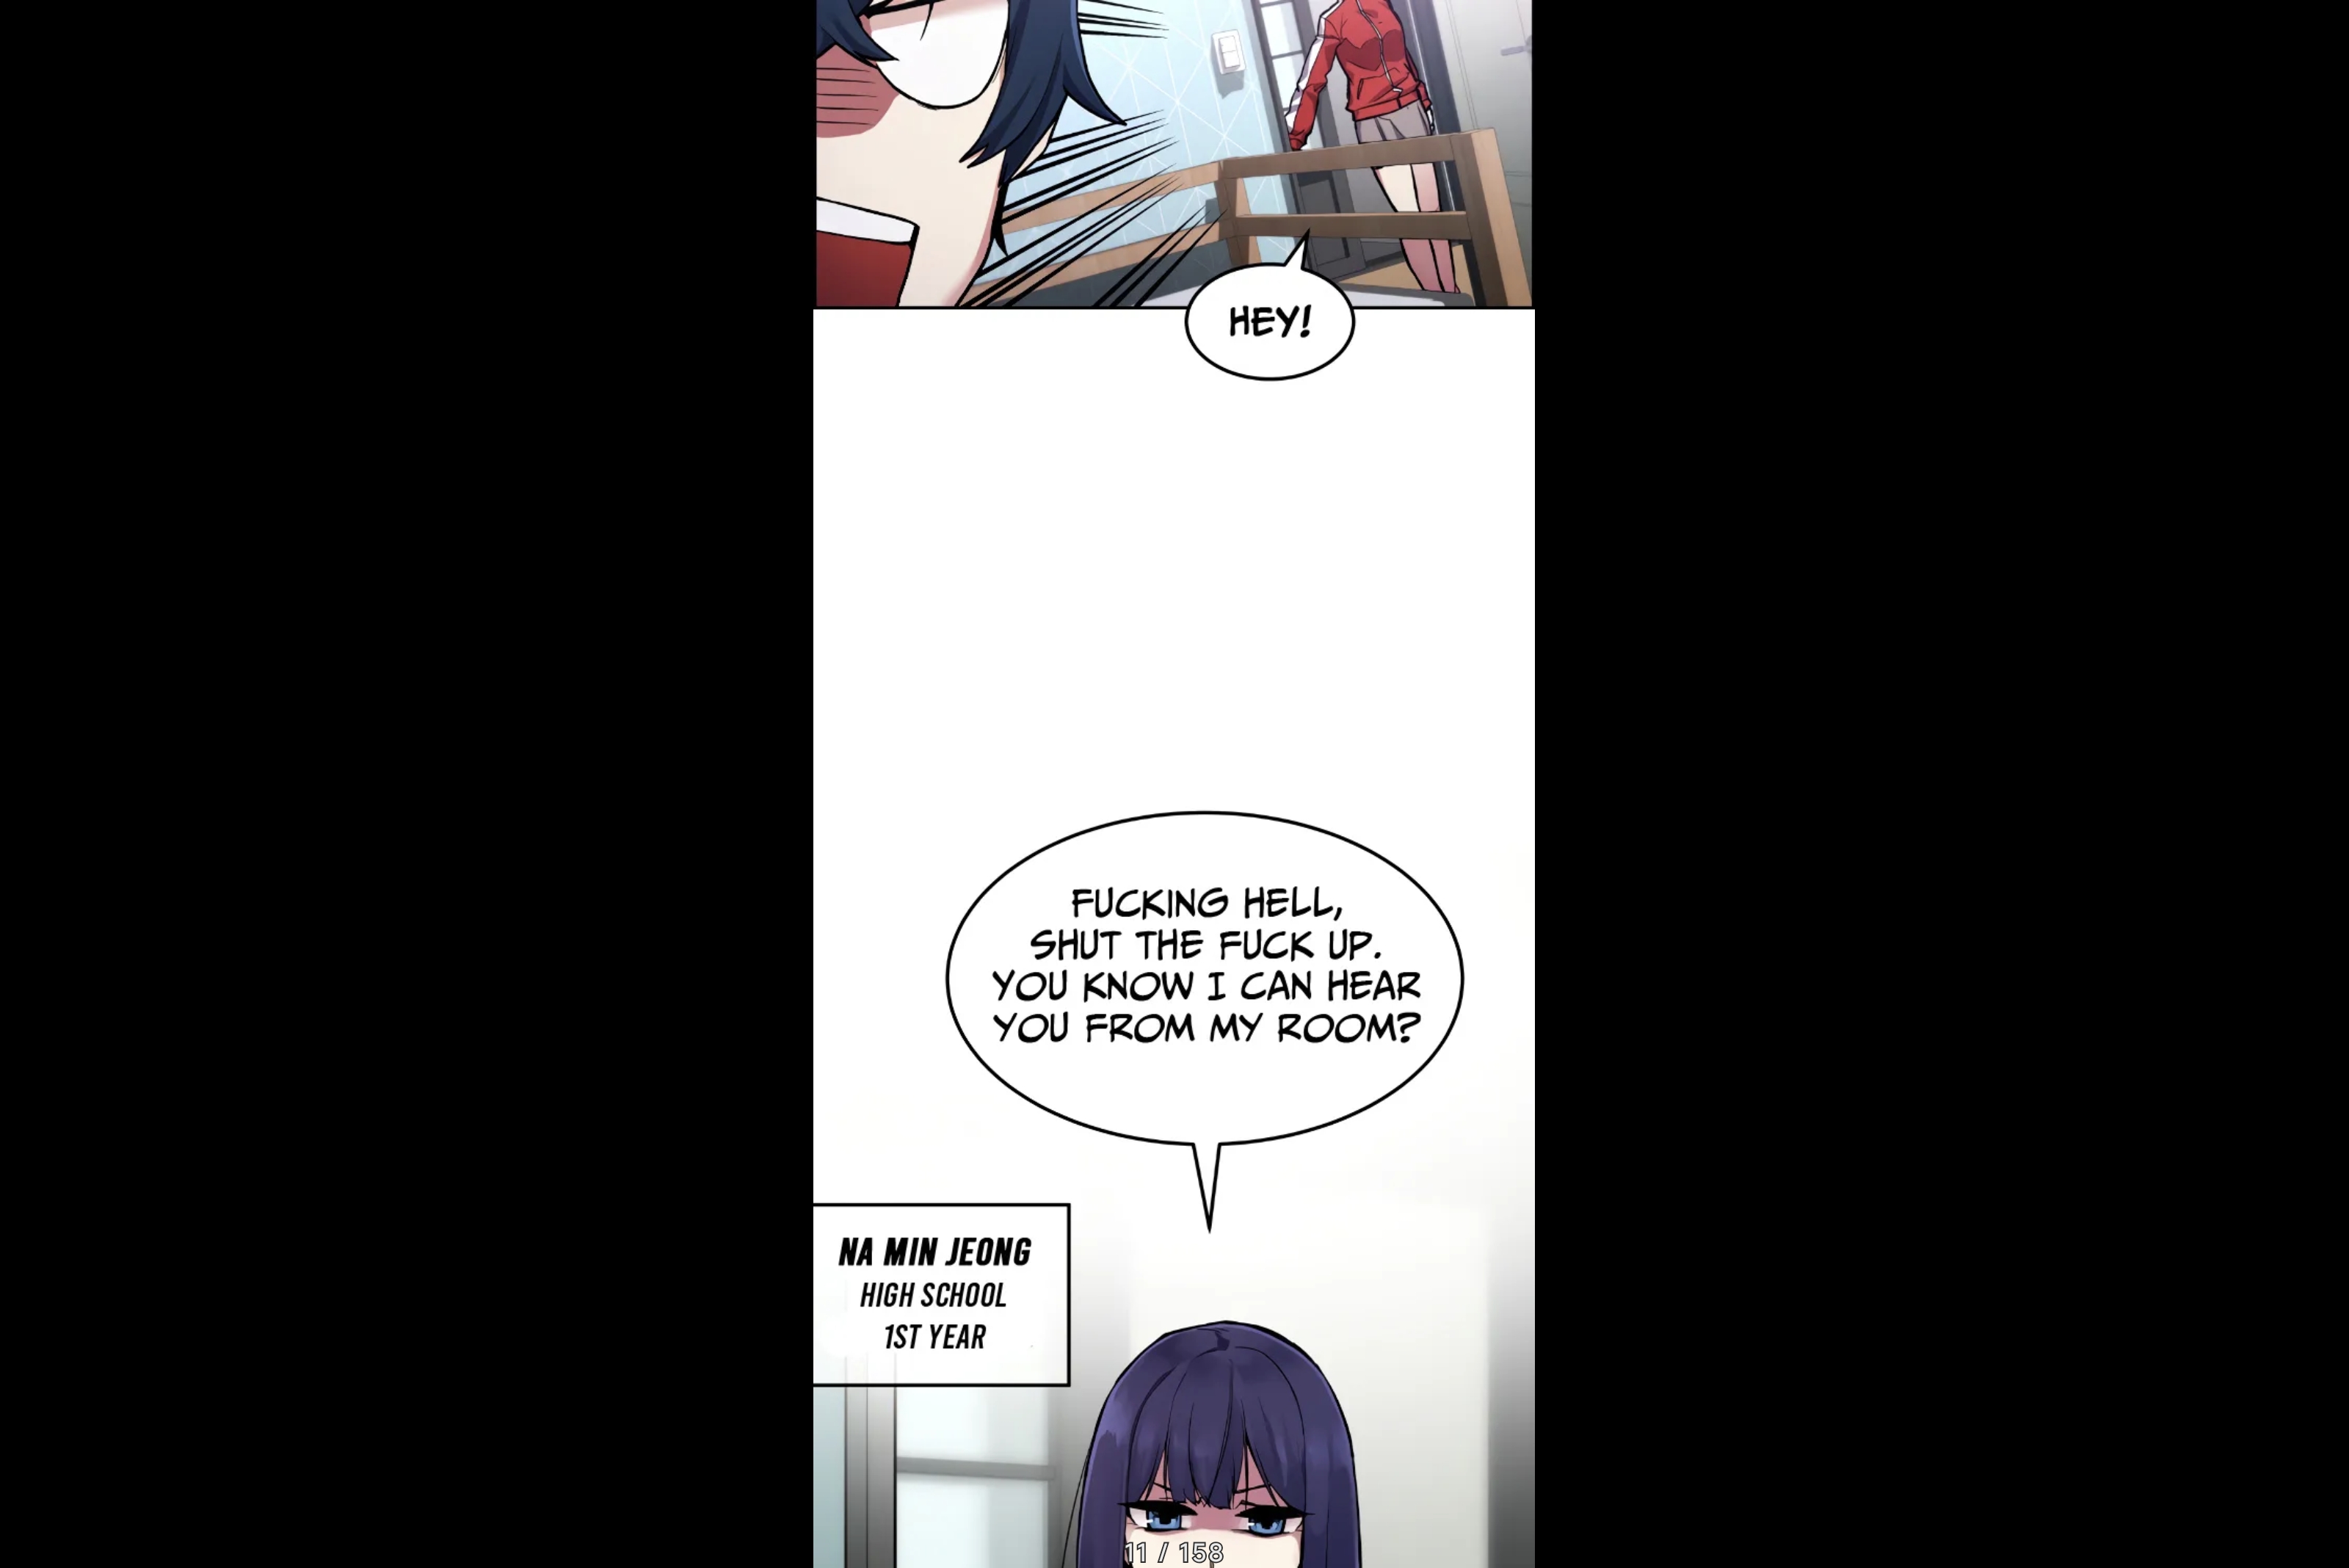 HEY!
FUCKING HELL,
SHUT THE FUCK UP.
YOU KNOW I CAN HEAR
YOU FROM MY ROOM?
NA MIN JEONG
HIGH SCHOOL
1ST YEAR
11 / 158